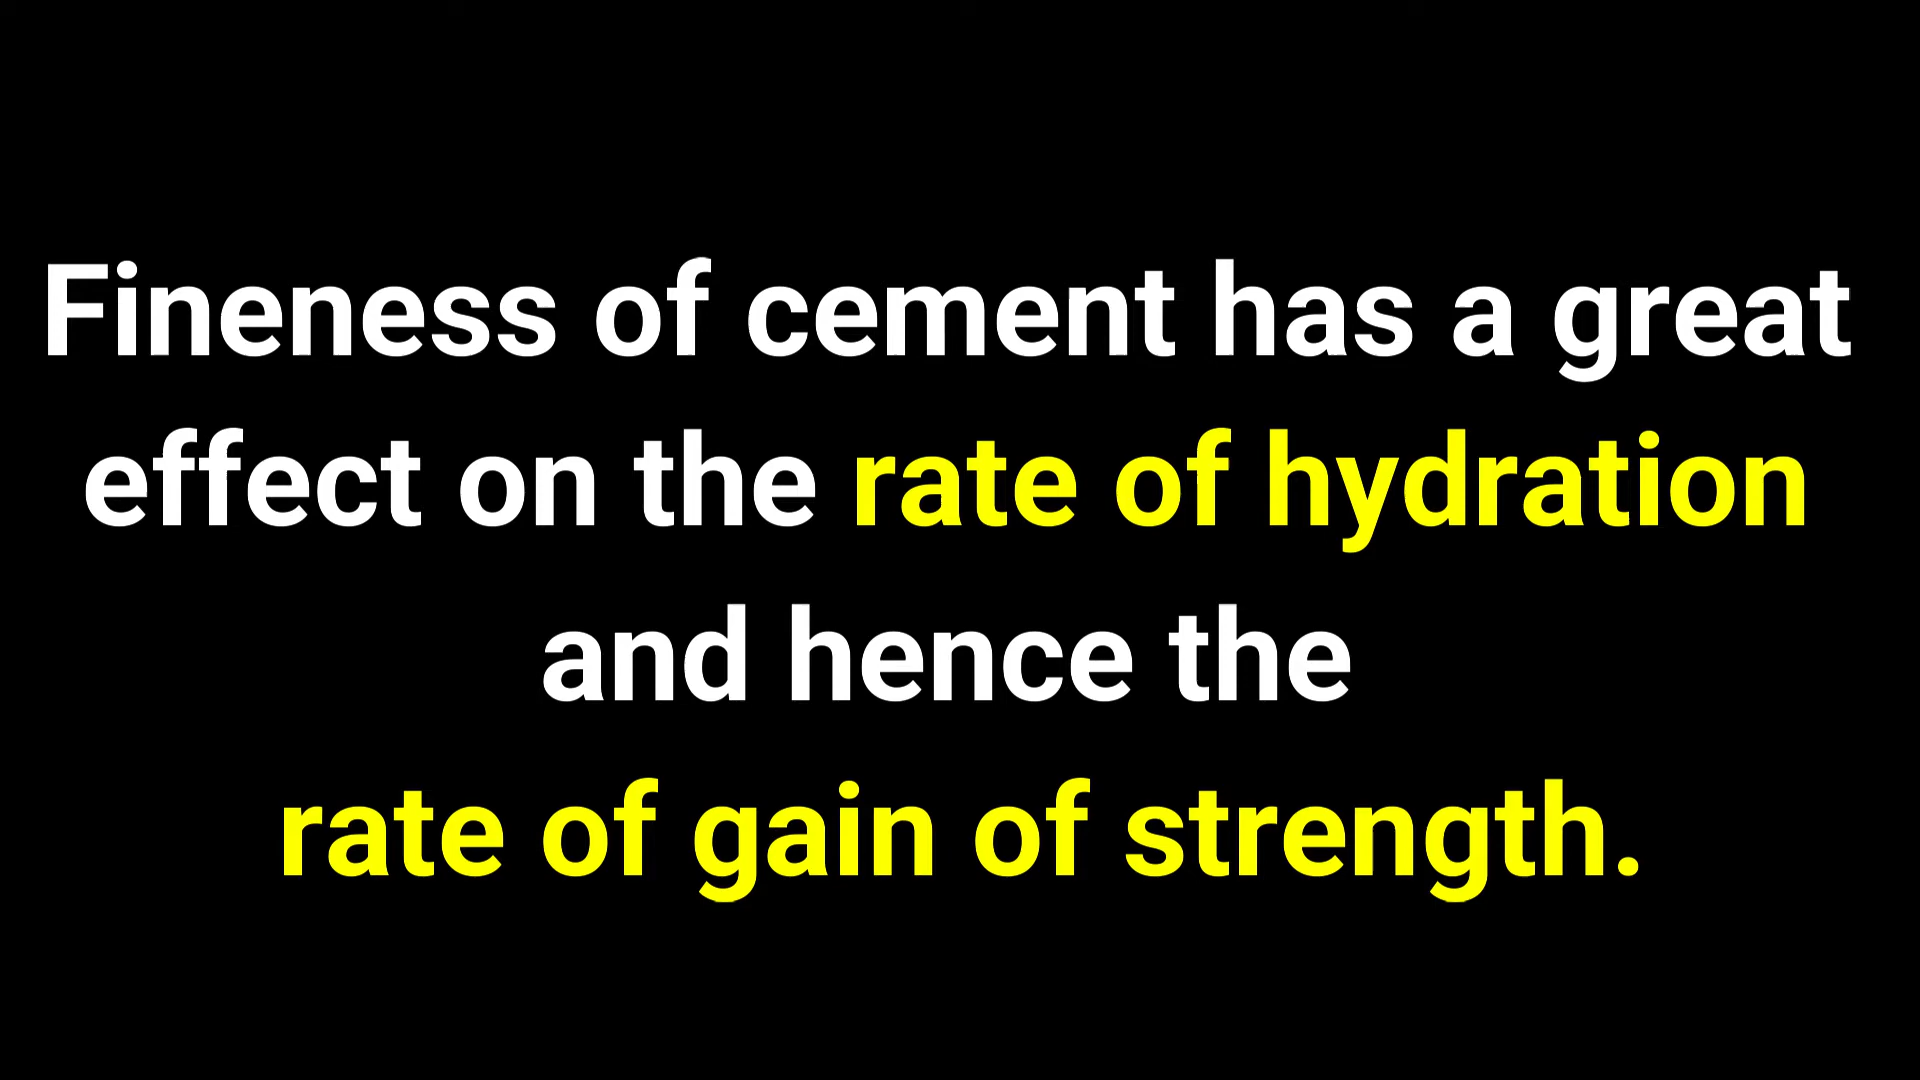 Fineness of cement has a great
effect on the rate of hydration
and hence the
rate of gain of strength.